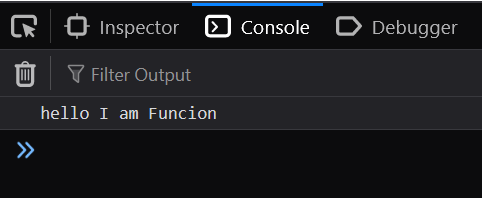 Inspector Console Debugger
Filter Output
hello I am Funcion